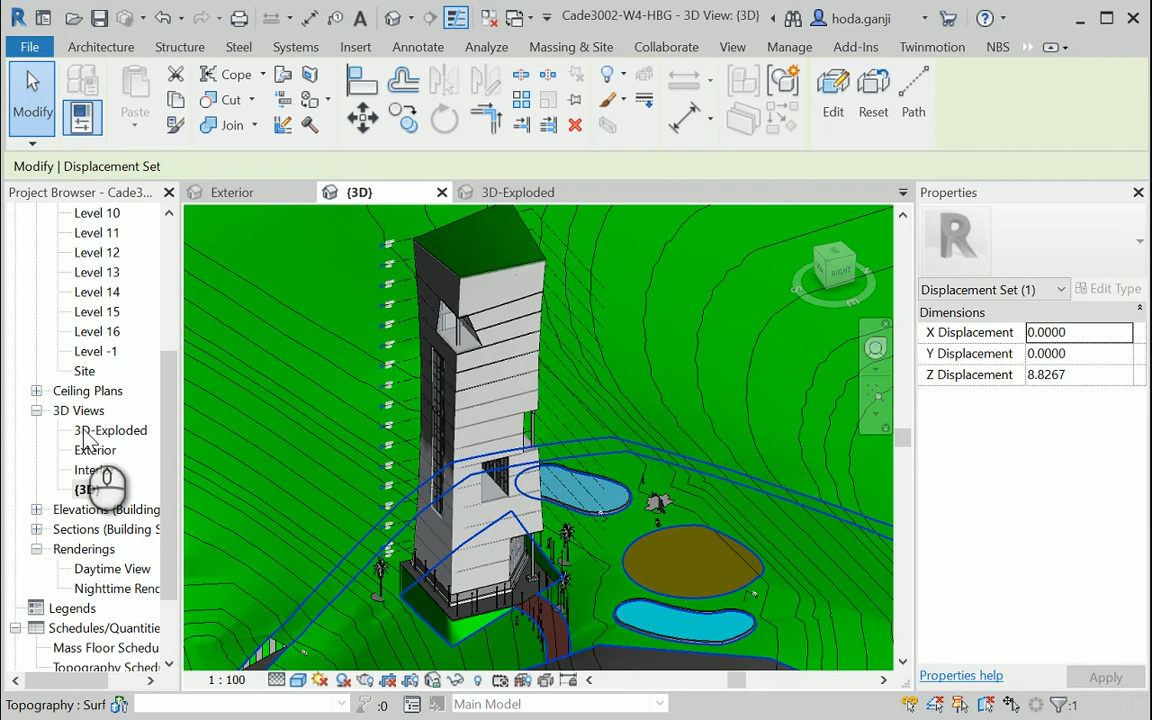 Cade3002-W4-HBG - 3D View: {3D}
hoda.ganji
File Architecture Structure Steel Systems Insert Annotate Analyze Massing & Site Collaborate View Manage Add-Ins Twinmotion NBS
Modify Paste Cope Cut Join Edit Reset Path
Modify | Displacement Set
Project Browser - Cade3...
Exterior {3D} 3D-Exploded
Properties
Level 10
Level 11
Level 12
Level 13
Level 14
Level 15
Level 16
Level -1
Site
Ceiling Plans
3D Views
3D-Exploded
Exterior
{3D
Elevations (Building
Sections (Building S
Renderings
Daytime View
Nighttime Ren
Legends
Schedules/Quantitie
Mass Floor Schedu
Topography Sched
RIGHT
Displacement Set (1) Edit Type
Dimensions
X Displacement 0.0000
Y Displacement 0.0000
Z Displacement 8.8267
Properties help Apply
1 : 100
Topography : Surf :0 Main Model :1